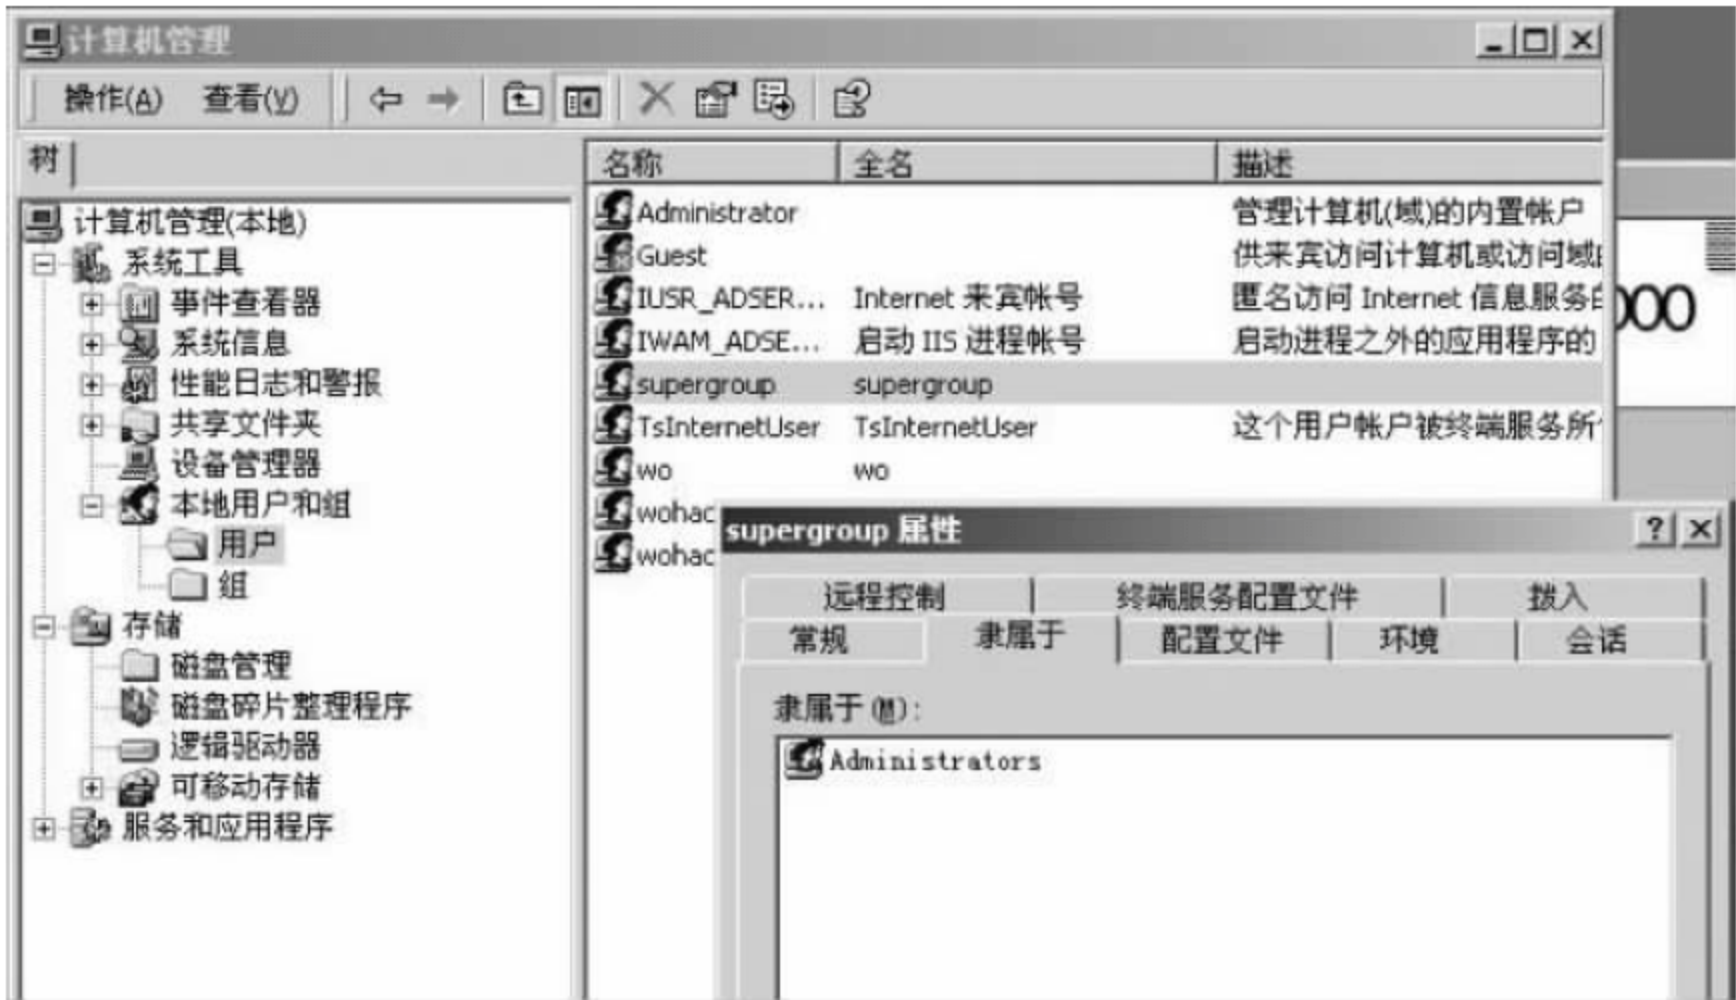 计算机管理
操作(A) 查看(V)
树
名称 全名 描述
计算机管理(本地)
系统工具
事件查看器
系统信息
性能日志和警报
共享文件夹
设备管理器
本地用户和组
用户
组
存储
磁盘管理
磁盘碎片整理程序
逻辑驱动器
可移动存储
服务和应用程序
Administrator 管理计算机(域)的内置帐户
Guest 供来宾访问计算机或访问域
IUSR_ADSER... Internet 来宾帐号 匿名访问 Internet 信息服务
IWAM_ADSE... 启动 IIS 进程帐号 启动进程之外的应用程序的
supergroup supergroup
TsInternetUser TsInternetUser 这个用户帐户被终端服务所
wo wo
wohac
wohac
000
supergroup 属性
远程控制 终端服务配置文件 拨入
常规 隶属于 配置文件 环境 会话
隶属于(M):
Administrators